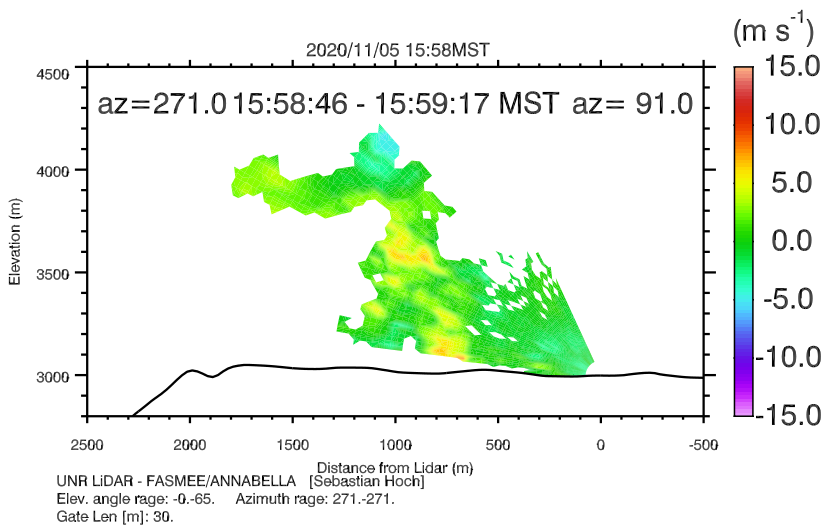 (m s⁻¹)
2020/11/05 15:58MST
az=271.0 15:58:46 - 15:59:17 MST az= 91.0
4500
4000
3500
3000
Elevation (m)
15.0
10.0
5.0
0.0
-5.0
-10.0
-15.0
2500 2000 1500 1000 500 0 -500
Distance from Lidar (m)
UNR LiDAR - FASMEE/ANNABELLA [Sebastian Hoch]
Elev. angle rage: -0.-65. Azimuth rage: 271.-271.
Gate Len [m]: 30.